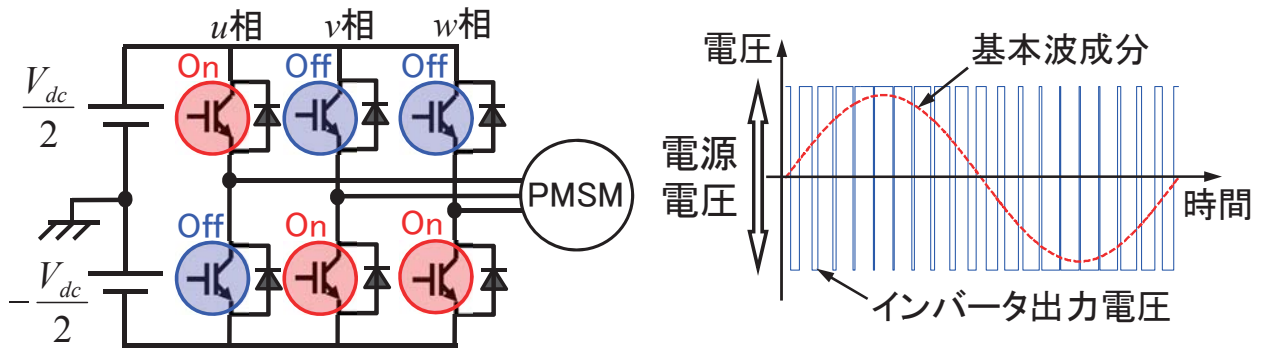 u相 v相 w相
On Off Off
V_dc/2
Off On On
-V_dc/2
PMSM
電圧
基本波成分
電源
電圧
時間
インバータ出力電圧